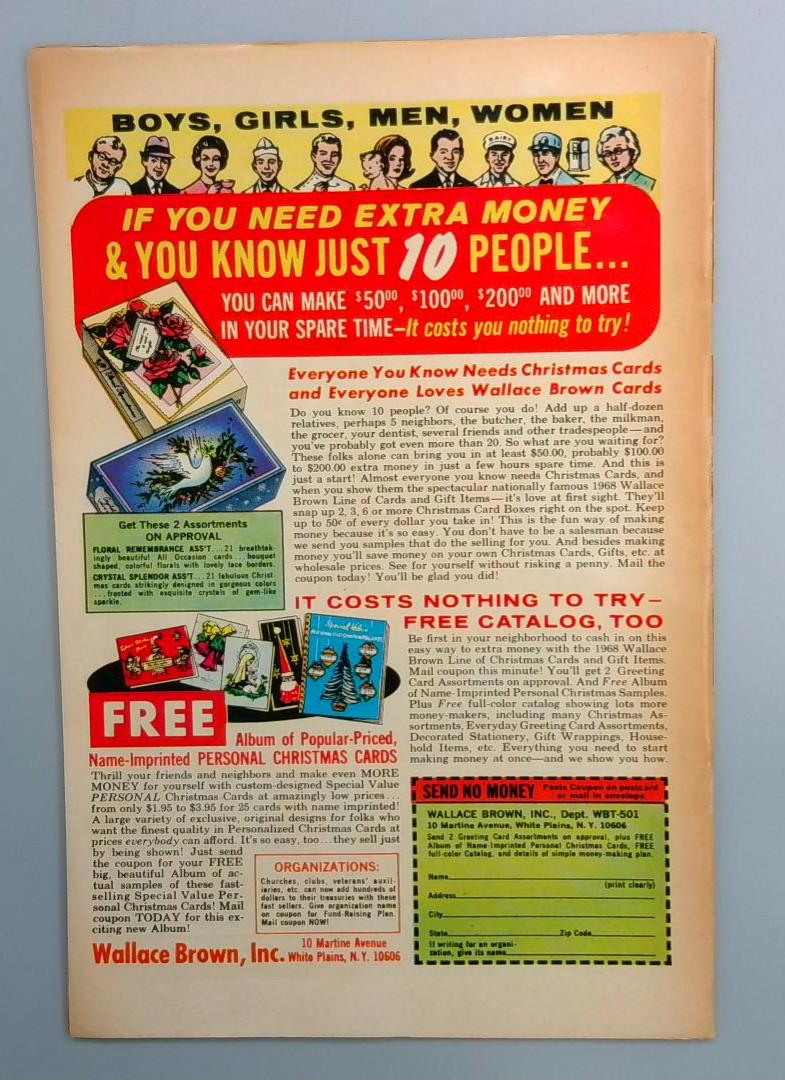 BOYS, GIRLS, MEN, WOMEN
DAIRY
IF YOU NEED EXTRA MONEY
& YOU KNOW JUST 10 PEOPLE...
YOU CAN MAKE $50⁰⁰, $100⁰⁰, $200⁰⁰ AND MORE
IN YOUR SPARE TIME—It costs you nothing to try!
Everyone You Know Needs Christmas Cards
and Everyone Loves Wallace Brown Cards
Do you know 10 people? Of course you do! Add up a half-dozen
relatives, perhaps 5 neighbors, the butcher, the baker, the milkman,
the grocer, your dentist, several friends and other tradespeople—and
you've probably got even more than 20. So what are you waiting for?
These folks alone can bring you in at least $50.00, probably $100.00
to $200.00 extra money in just a few hours spare time. And this is
just a start! Almost everyone you know needs Christmas Cards, and
when you show them the spectacular nationally famous 1968 Wallace
Brown Line of Cards and Gift Items—it's love at first sight. They'll
snap up 2, 3, 6 or more Christmas Card Boxes right on the spot. Keep
up to 50¢ of every dollar you take in! This is the fun way of making
money because it's so easy. You don't have to be a salesman because
we send you samples that do the selling for you. And besides making
money you'll save money on your own Christmas Cards, Gifts, etc. at
wholesale prices. See for yourself without risking a penny. Mail the
coupon today! You'll be glad you did!
Get These 2 Assortments
ON APPROVAL
FLORAL REMEMBRANCE ASS'T...21 breathtak-
ingly beautiful All Occasion cards...bouquet
shaped, colorful florals with lovely lace borders.
CRYSTAL SPLENDOR ASS'T...21 fabulous Christ-
mas cards strikingly designed in gorgeous colors
...frosted with exquisite crystals of gem-like
sparkle.
IT COSTS NOTHING TO TRY—
FREE CATALOG, TOO
Be first in your neighborhood to cash in on this
easy way to extra money with the 1968 Wallace
Brown Line of Christmas Cards and Gift Items.
Mail coupon this minute! You'll get 2 Greeting
Card Assortments on approval. And Free Album
of Name-Imprinted Personal Christmas Samples.
Plus Free full-color catalog showing lots more
money-makers, including many Christmas As-
sortments, Everyday Greeting Card Assortments,
Decorated Stationery, Gift Wrappings, House-
hold Items, etc. Everything you need to start
making money at once—and we show you how.
Special Value
PERSONAL CHRISTMAS CARDS
FREE
Album of Popular-Priced,
Name-Imprinted PERSONAL CHRISTMAS CARDS
Thrill your friends and neighbors and make even MORE
MONEY for yourself with custom-designed Special Value
PERSONAL Christmas Cards at amazingly low prices...
from only $1.95 to $3.95 for 25 cards with name imprinted!
A large variety of exclusive, original designs for folks who
want the finest quality in Personalized Christmas Cards at
prices everybody can afford. It's so easy, too...they sell just
by being shown! Just send
the coupon for your FREE
big, beautiful Album of ac-
tual samples of these fast-
selling Special Value Per-
sonal Christmas Cards! Mail
coupon TODAY for this ex-
citing new Album!
ORGANIZATIONS:
Churches, clubs, veterans' auxil-
iaries, etc. can now add hundreds of
dollars to their treasuries with these
fast sellers. Give organization name
on coupon for Fund-Raising Plan.
Mail coupon NOW!
Wallace Brown, Inc. 10 Martine Avenue
White Plains, N.Y. 10606
SEND NO MONEY Paste Coupon on postcard
or mail in envelope
WALLACE BROWN, INC., Dept. WBT-501
10 Martine Avenue, White Plains, N.Y. 10606
Send 2 Greeting Card Assortments on approval, plus FREE
Album of Name-Imprinted Personal Christmas Cards, FREE
full-color Catalog, and details of simple money-making plan.
Name
(print clearly)
Address
City
State Zip Code
If writing for an organi-
zation, give its name